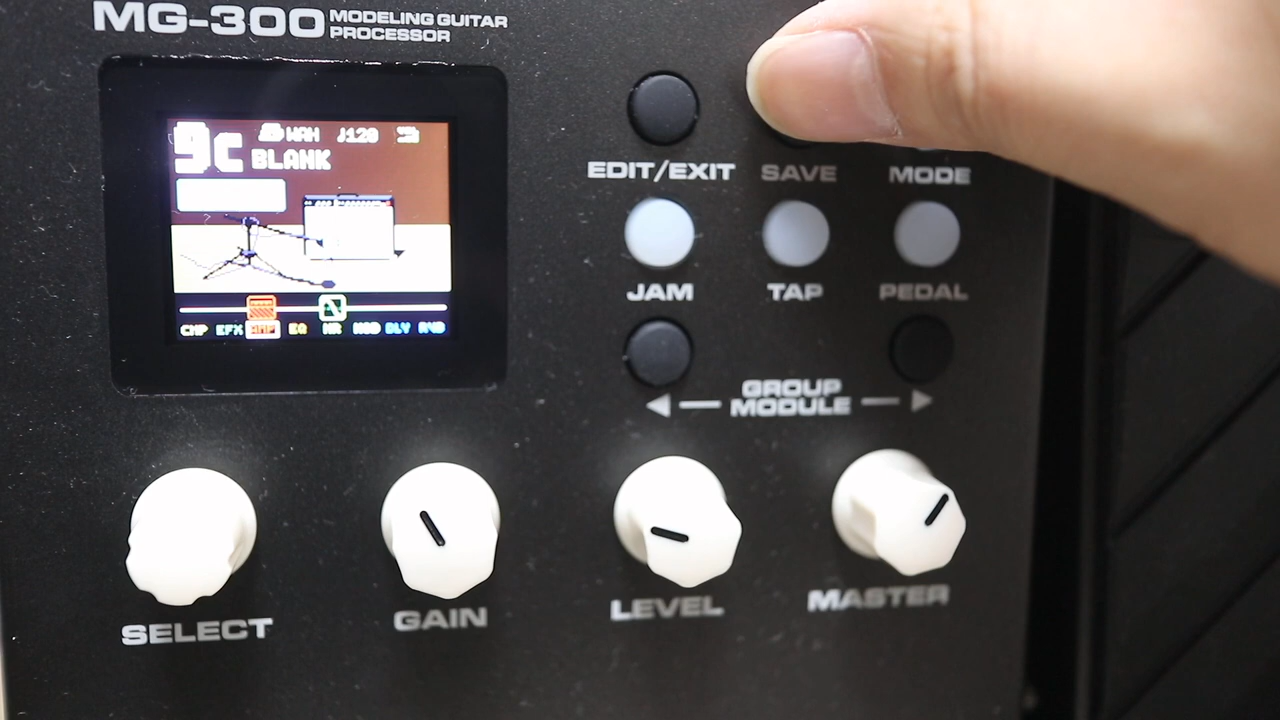 MG-300 MODELING GUITAR
PROCESSOR
9C WAH J120
BLANK
CMP EFX AMP EQ NR MOD DLY RVB
EDIT/EXIT SAVE MODE
JAM TAP PEDAL
GROUP
MODULE
SELECT GAIN LEVEL MASTER